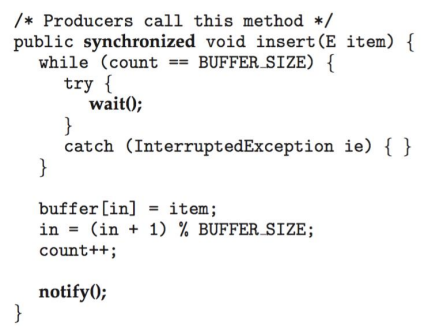 /* Producers call this method */
public synchronized void insert(E item) {
while (count == BUFFER_SIZE) {
try {
wait();
}
catch (InterruptedException ie) { }
}
buffer[in] = item;
in = (in + 1) % BUFFER_SIZE;
count++;
notify();
}